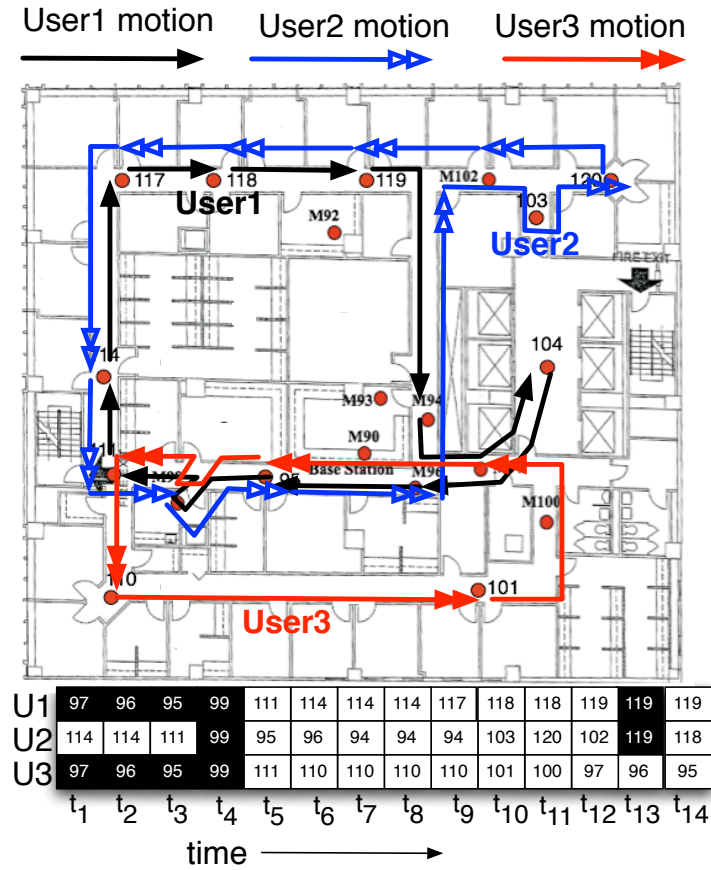 User1 motion User2 motion User3 motion
117 118 119 M102 120
User1
103
M92
User2
FIRE EXIT
104
14
M93 M94
M90
111
Base Station
M96
M100
110
101
User3
U1 97 96 95 99 111 114 114 114 117 118 118 119 119 119
U2 114 114 111 99 95 96 94 94 94 103 120 102 119 118
U3 97 96 95 99 111 110 110 110 110 101 100 97 96 95
t1 t2 t3 t4 t5 t6 t7 t8 t9 t10 t11 t12 t13 t14
time